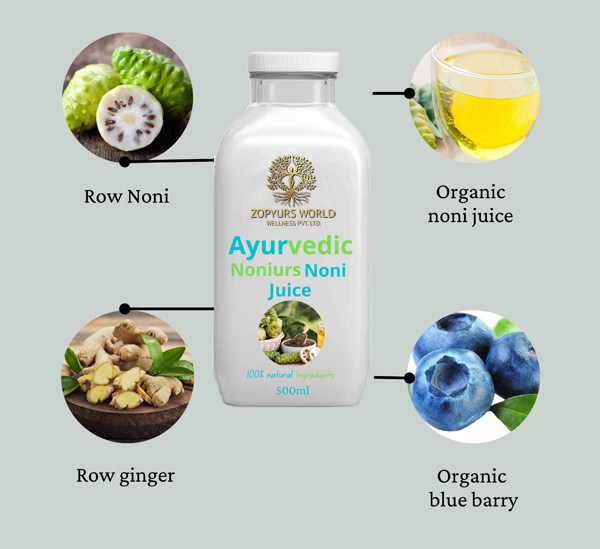 Row Noni
Organic
noni juice
ZOPYURS WORLD
WELLNESS PVT.LTD.
Ayurvedic
Noniurs Noni
Juice
100% natural Ingredients
500ml
Row ginger
Organic
blue barry